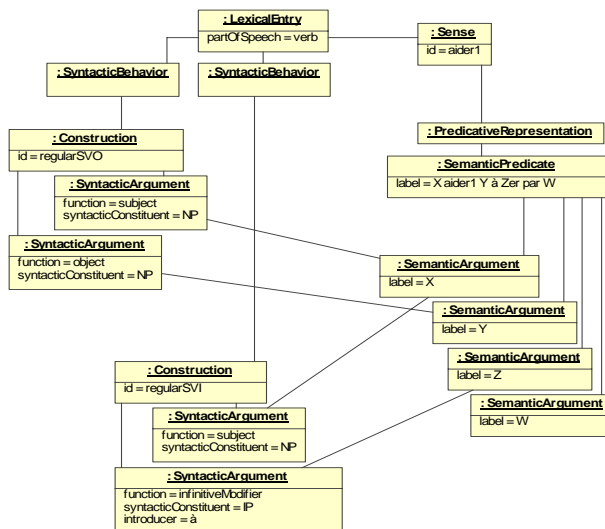 : LexicalEntry
partOfSpeech = verb
: Sense
id = aider1
: SyntacticBehavior
: SyntacticBehavior
: Construction
id = regularSVO
: PredicativeRepresentation
: SemanticPredicate
label = X aider1 Y à Zer par W
: SyntacticArgument
function = subject
syntacticConstituent = NP
: SyntacticArgument
function = object
syntacticConstituent = NP
: SemanticArgument
label = X
: SemanticArgument
label = Y
: SemanticArgument
label = Z
: SemanticArgument
label = W
: Construction
id = regularSVI
: SyntacticArgument
function = subject
syntacticConstituent = NP
: SyntacticArgument
function = infinitiveModifier
syntacticConstituent = IP
introducer = à